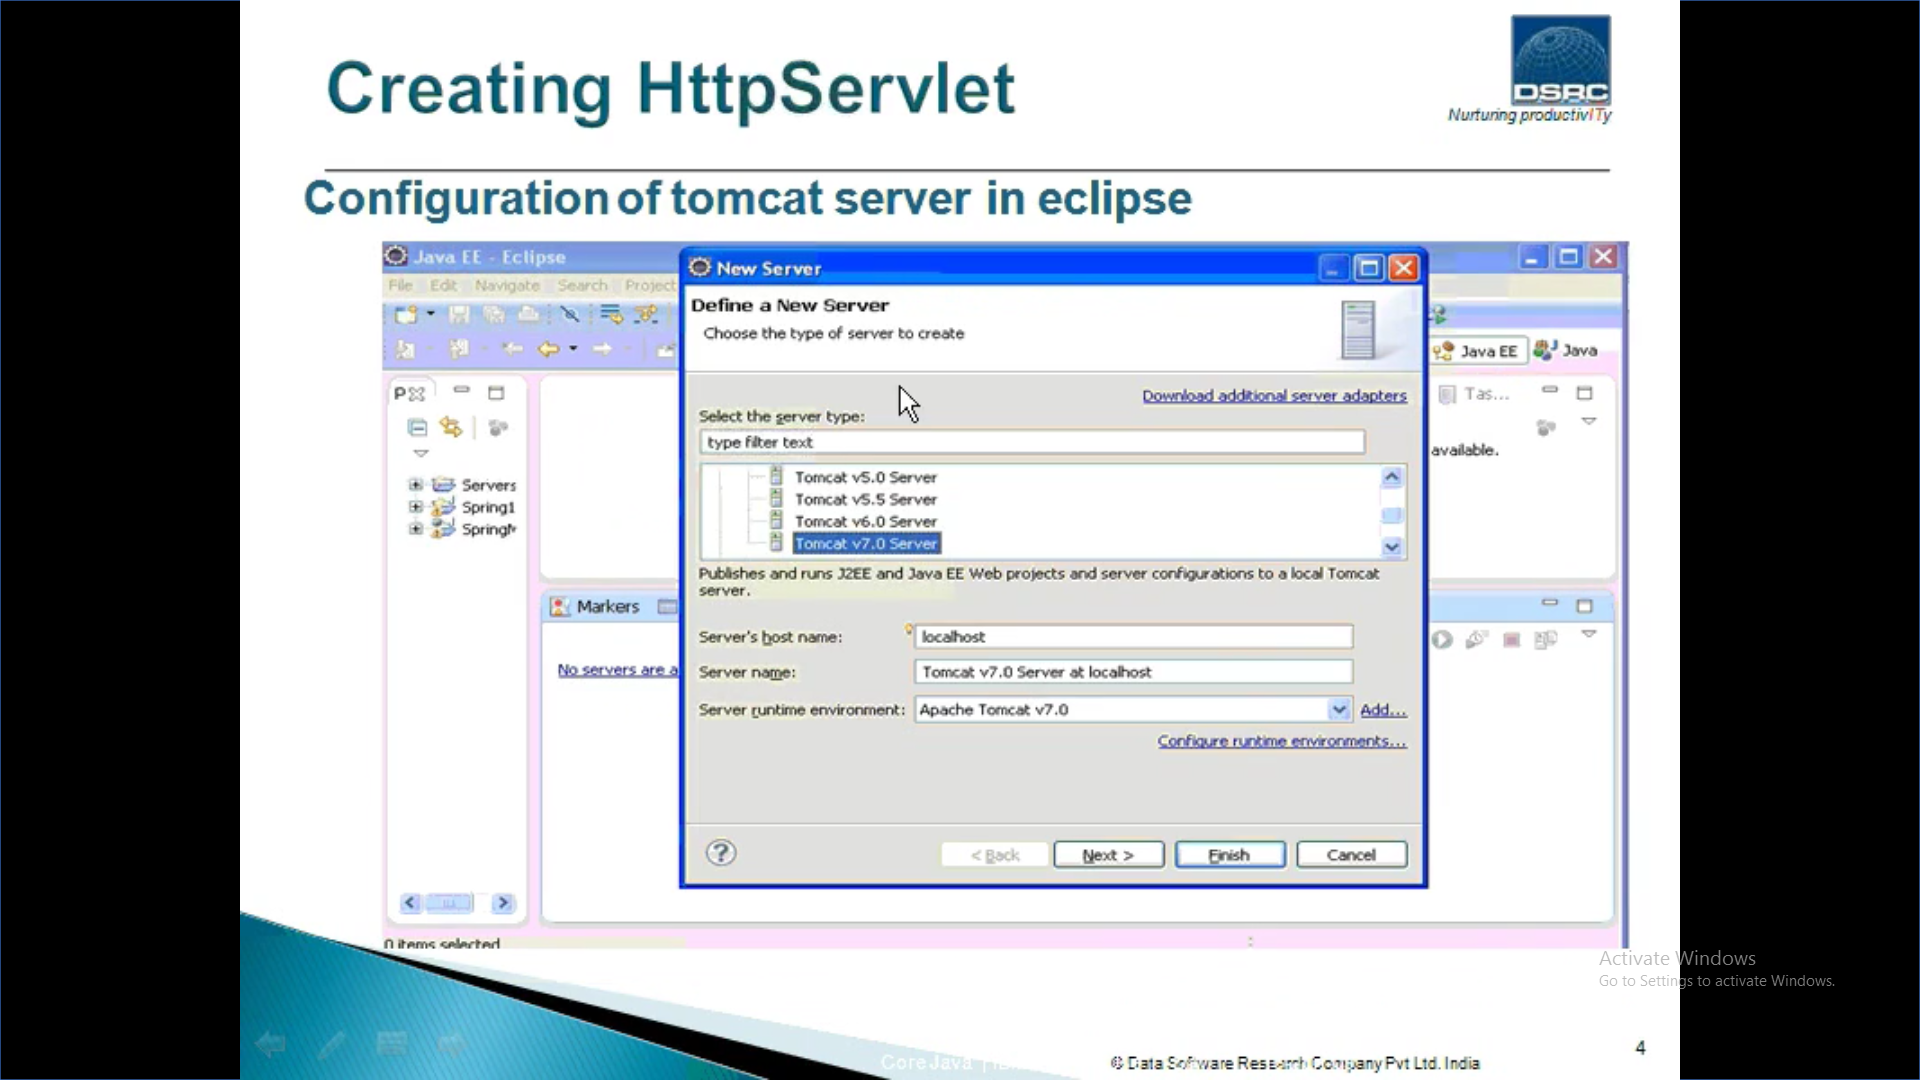 Creating HttpServlet
DSRC
Nurturing productivITy
Configuration of tomcat server in eclipse
Java EE - Eclipse
File Edit Navigate Search Project
New Server
Define a New Server
Choose the type of server to create
Java EE
Java
P
Tas...
Download additional server adapters
Select the server type:
type filter text
available.
Tomcat v5.0 Server
Tomcat v5.5 Server
Tomcat v6.0 Server
Tomcat v7.0 Server
Servers
Spring1
Publishes and runs J2EE and Java EE Web projects and server configurations to a local Tomcat
server.
Markers
Server's host name: localhost
No servers are a
Server name: Tomcat v7.0 Server at localhost
Server runtime environment: Apache Tomcat v7.0 Add...
Configure runtime environments...
< Back
Next >
Finish
Cancel
0 items selected
Activate Windows
Go to Settings to activate Windows.
Core Java
© Data Software Research Company Pvt Ltd. India
4